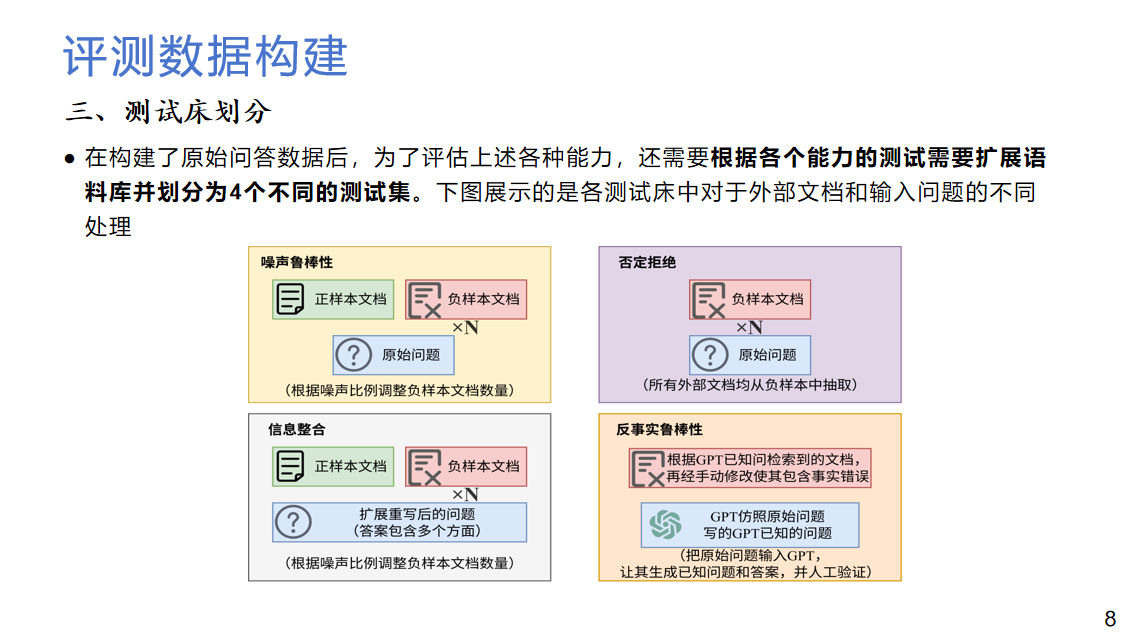 评测数据构建
三、测试床划分
● 在构建了原始问答数据后，为了评估上述各种能力，还需要根据各个能力的测试需要扩展语
料库并划分为4个不同的测试集。下图展示的是各测试床中对于外部文档和输入问题的不同
处理
噪声鲁棒性
正样本文档 负样本文档
×N
原始问题
（根据噪声比例调整负样本文档数量）
否定拒绝
负样本文档
×N
原始问题
（所有外部文档均从负样本中抽取）
信息整合
正样本文档 负样本文档
×N
扩展重写后的问题
（答案包含多个方面）
（根据噪声比例调整负样本文档数量）
反事实鲁棒性
根据GPT已知问检索到的文档，
再经手动修改使其包含事实错误
GPT仿照原始问题
写的GPT已知的问题
（把原始问题输入GPT，
让其生成已知问题和答案，并人工验证）
8